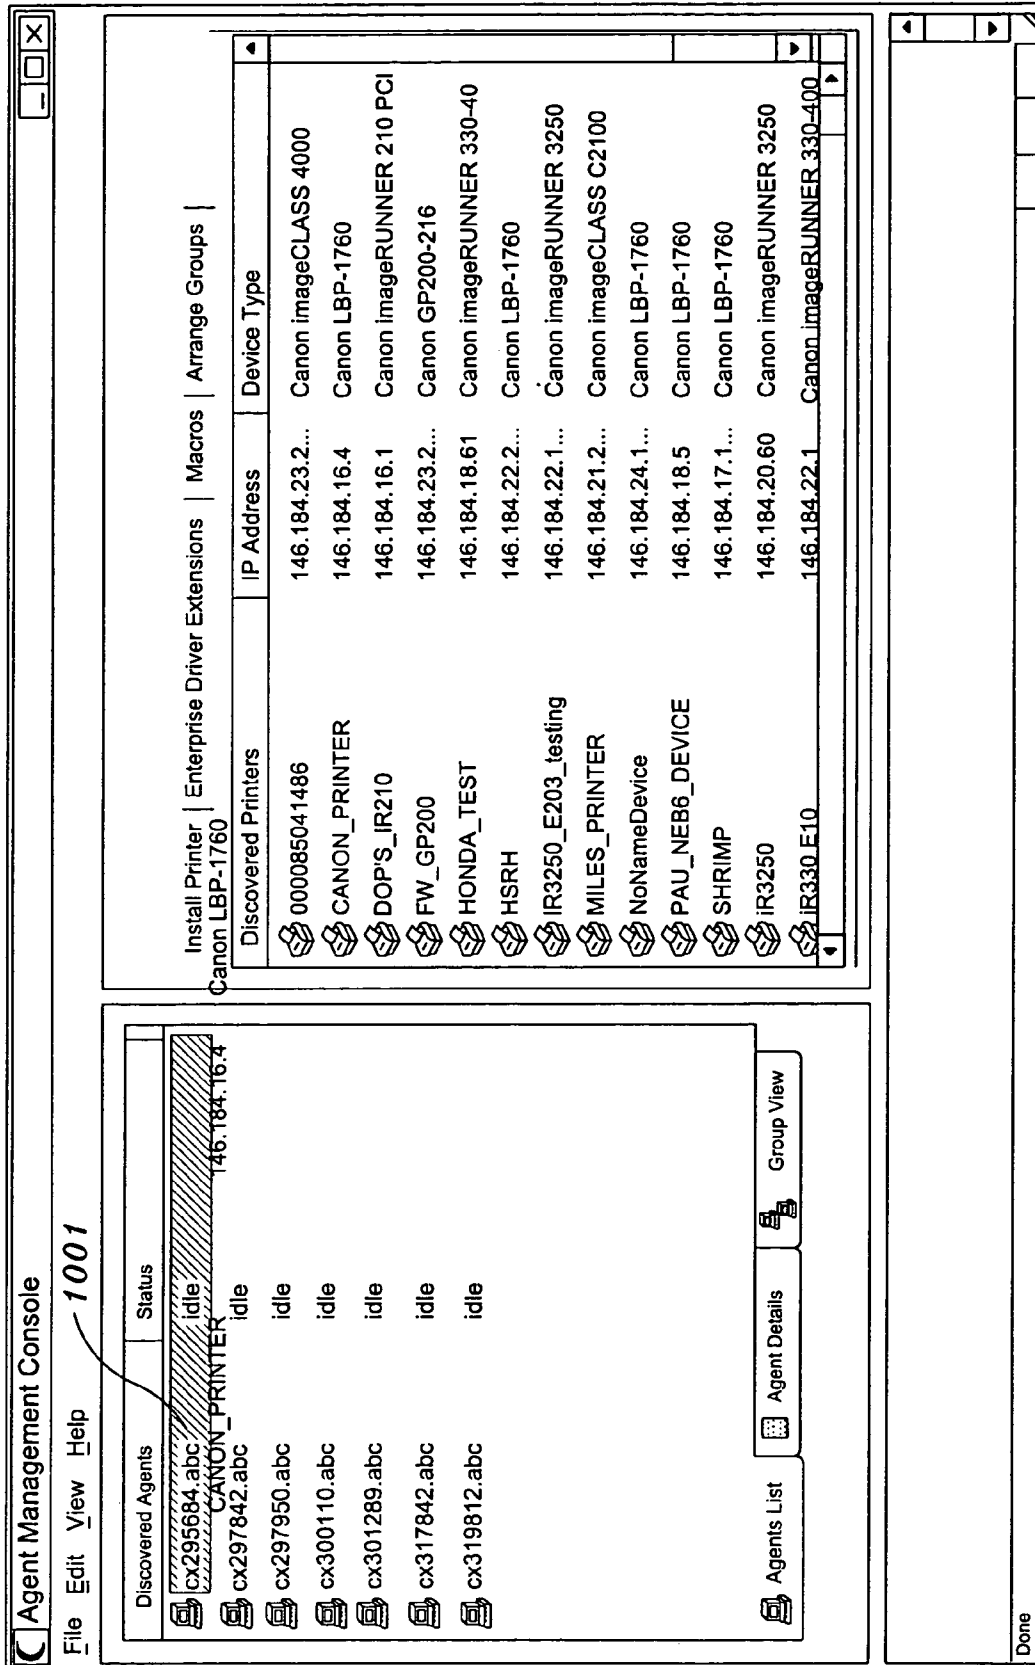 Agent Management Console
File Edit View Help
1001
Discovered Agents Status
cx295684.abc idle
CANON_PRINTER 146.184.16.4
cx297842.abc idle
cx297950.abc idle
cx300110.abc idle
cx301289.abc idle
cx317842.abc idle
cx319812.abc idle
Agents List Agent Details Group View
Install Printer | Enterprise Driver Extensions | Macros | Arrange Groups |
Canon LBP-1760
Discovered Printers IP Address Device Type
000085041486 146.184.23.2... Canon imageCLASS 4000
CANON_PRINTER 146.184.16.4 Canon LBP-1760
DOP'S_IR210 146.184.16.1 Canon imageRUNNER 210 PCI
FW_GP200 146.184.23.2... Canon GP200-216
HONDA_TEST 146.184.18.61 Canon imageRUNNER 330-40
HSRH 146.184.22.2... Canon LBP-1760
IR3250_E203_testing 146.184.22.1... Canon imageRUNNER 3250
MILES_PRINTER 146.184.21.2... Canon imageCLASS C2100
NoNameDevice 146.184.24.1... Canon LBP-1760
PAU_NEB6_DEVICE 146.184.18.5 Canon LBP-1760
SHRIMP 146.184.17.1... Canon LBP-1760
iR3250 146.184.20.60 Canon imageRUNNER 3250
iR330 E10 146.184.22.1 Canon imageRUNNER 330-400
Done